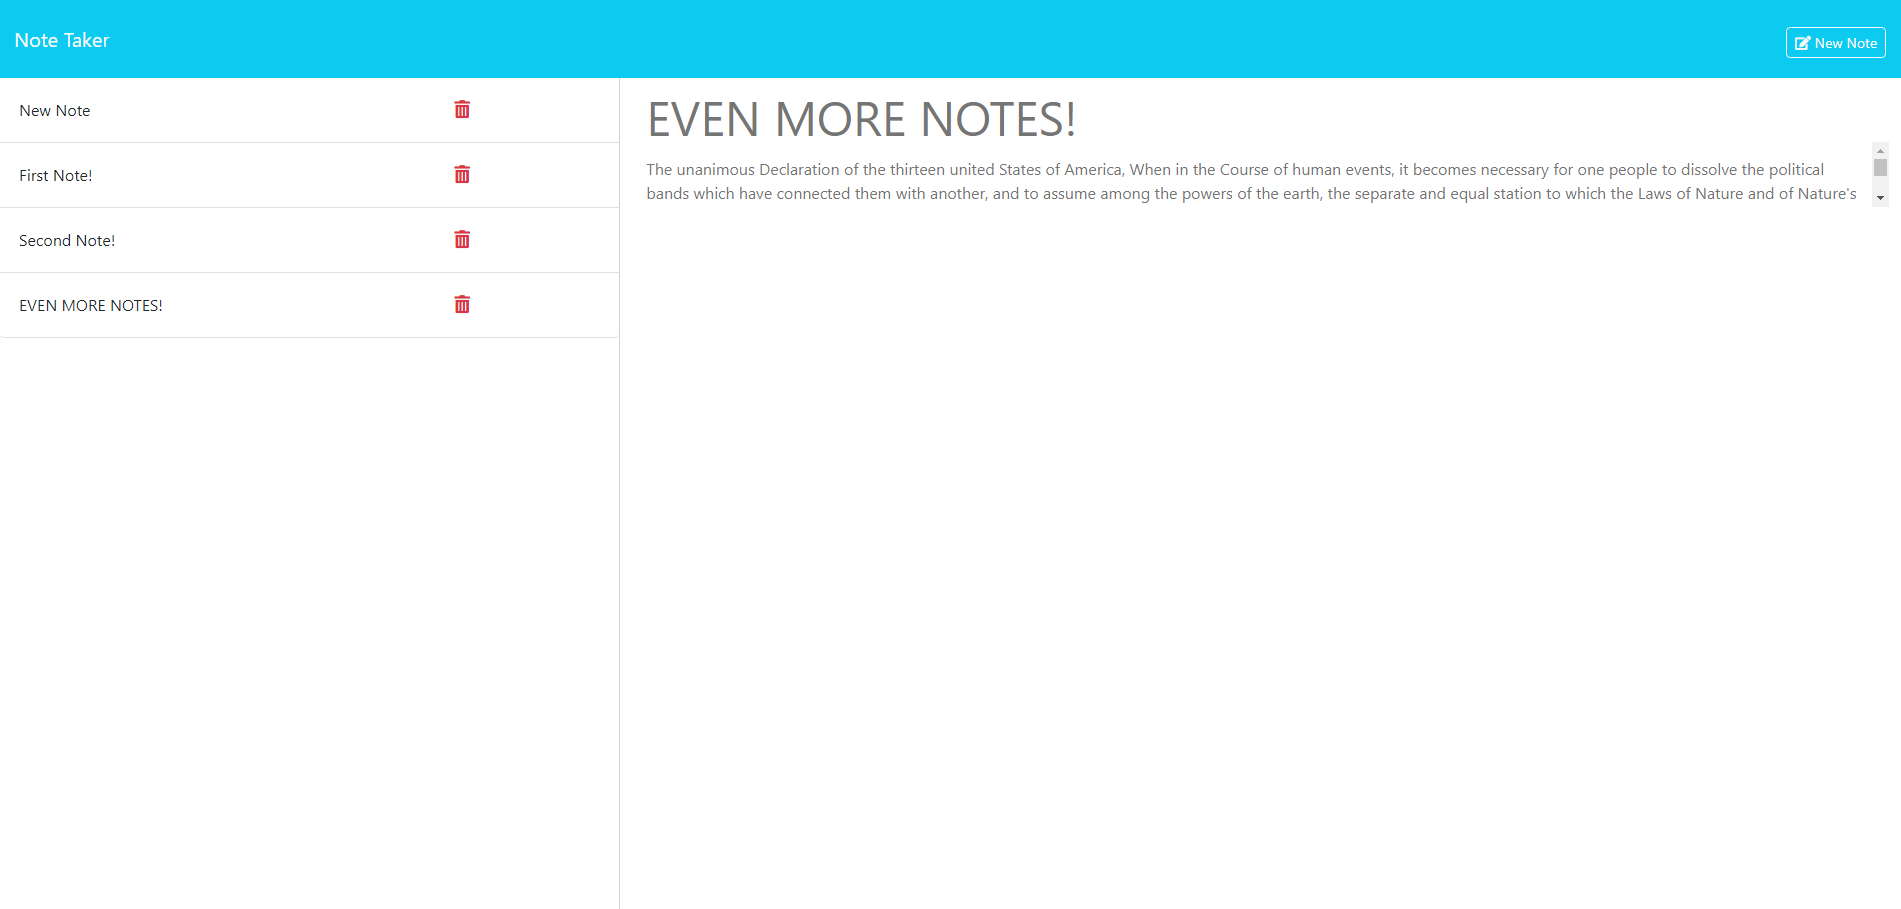 Note Taker
New Note
New Note
First Note!
Second Note!
EVEN MORE NOTES!
EVEN MORE NOTES!
The unanimous Declaration of the thirteen united States of America, When in the Course of human events, it becomes necessary for one people to dissolve the political
bands which have connected them with another, and to assume among the powers of the earth, the separate and equal station to which the Laws of Nature and of Nature's